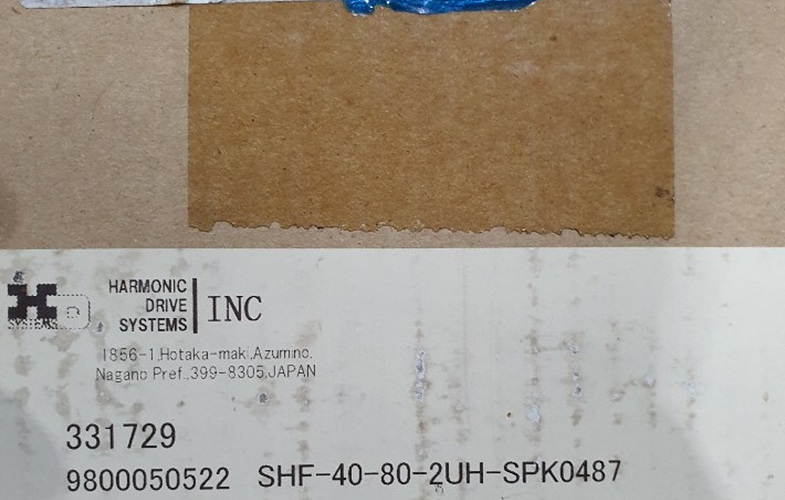 HARMONIC
DRIVE
SYSTEMS
INC
SYSTEMS
1856-1,Hotaka-maki,Azumino,
Nagano Pref.,399-8305,JAPAN
331729
9800050522 SHF-40-80-2UH-SPK0487